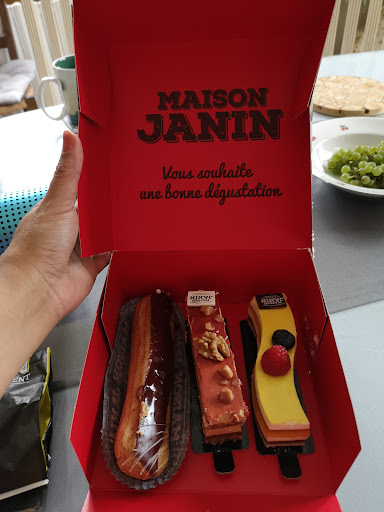 MAISON
JANIN
Vous souhaite
une bonne dégustation